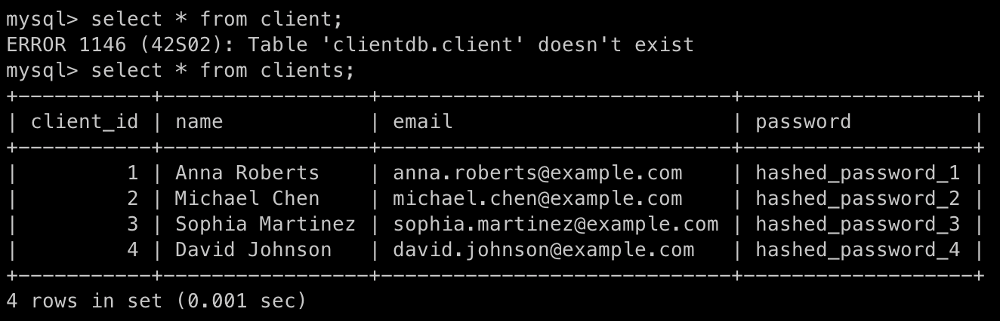 mysql> select * from client;
ERROR 1146 (42S02): Table 'clientdb.client' doesn't exist
mysql> select * from clients;
+-----------+----------------+-----------------------------+-------------------+
| client_id | name           | email                       | password          |
+-----------+----------------+-----------------------------+-------------------+
|         1 | Anna Roberts   | anna.roberts@example.com    | hashed_password_1 |
|         2 | Michael Chen   | michael.chen@example.com    | hashed_password_2 |
|         3 | Sophia Martinez | sophia.martinez@example.com | hashed_password_3 |
|         4 | David Johnson  | david.johnson@example.com   | hashed_password_4 |
+-----------+----------------+-----------------------------+-------------------+
4 rows in set (0.001 sec)